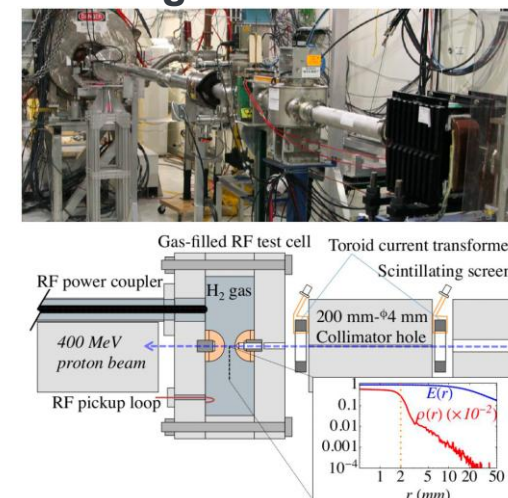 Gas-filled RF test cell
Toroid current transforme
Scintillating screen
RF power coupler
H₂ gas
200 mm-Φ4 mm
Collimator hole
400 MeV
proton beam
RF pickup loop
1
0.1
0.01
0.001
10⁻⁴
E(r)
ρ(r) (×10⁻²)
1 2 5 10 20 50
r (mm)